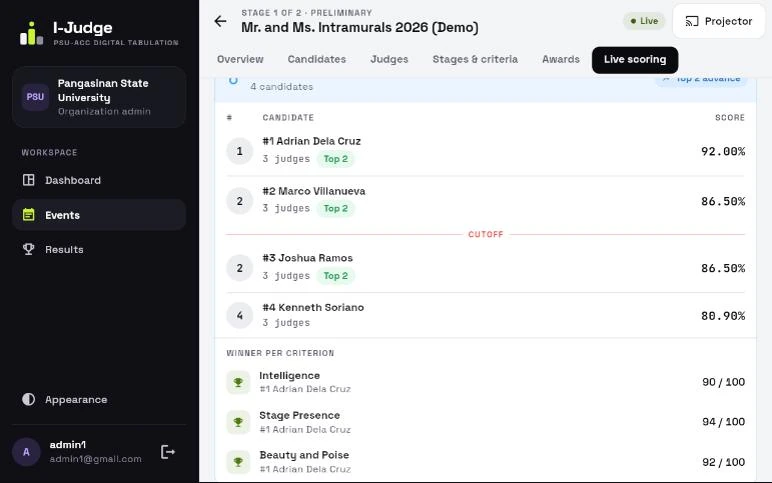 I-Judge
PSU-ACC DIGITAL TABULATION
PSU
Pangasinan State University
Organization admin
WORKSPACE
Dashboard
Events
Results
Appearance
A
admin1
admin1@gmail.com
STAGE 1 OF 2 · PRELIMINARY
Mr. and Ms. Intramurals 2026 (Demo)
Live
Projector
Overview
Candidates
Judges
Stages & criteria
Awards
Live scoring
4 candidates
Top 2 advance
# CANDIDATE SCORE
1 #1 Adrian Dela Cruz 92.00%
3 judges Top 2
2 #2 Marco Villanueva 86.50%
3 judges Top 2
CUTOFF
2 #3 Joshua Ramos 86.50%
3 judges Top 2
4 #4 Kenneth Soriano 80.90%
3 judges
WINNER PER CRITERION
Intelligence 90 / 100
#1 Adrian Dela Cruz
Stage Presence 94 / 100
#1 Adrian Dela Cruz
Beauty and Poise 92 / 100
#1 Adrian Dela Cruz